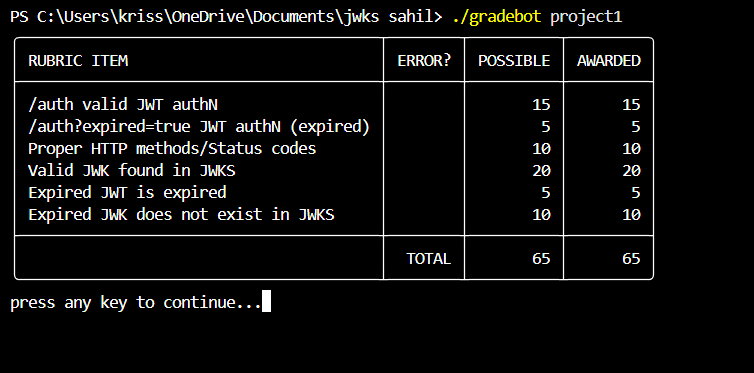 PS C:\Users\kriss\OneDrive\Documents\jwks sahil> ./gradebot project1
RUBRIC ITEM ERROR? POSSIBLE AWARDED
/auth valid JWT authN 15 15
/auth?expired=true JWT authN (expired) 5 5
Proper HTTP methods/Status codes 10 10
Valid JWK found in JWKS 20 20
Expired JWT is expired 5 5
Expired JWK does not exist in JWKS 10 10
TOTAL 65 65
press any key to continue...